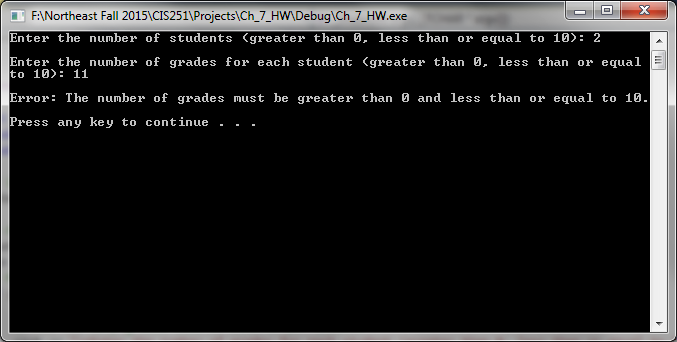 F:\Northeast Fall 2015\CIS251\Projects\Ch_7_HW\Debug\Ch_7_HW.exe
Enter the number of students (greater than 0, less than or equal to 10): 2
Enter the number of grades for each student (greater than 0, less than or equal
to 10): 11
Error: The number of grades must be greater than 0 and less than or equal to 10.
Press any key to continue . . .